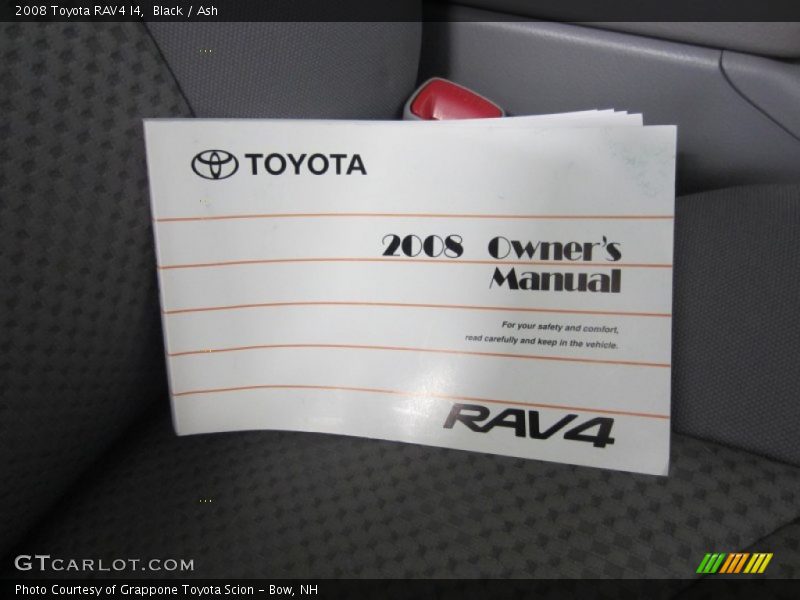 2008 Toyota RAV4 I4, Black / Ash
TOYOTA
2008 Owner's
Manual
For your safety and comfort,
read carefully and keep in the vehicle.
RAV4
GTCARLOT.COM
Photo Courtesy of Grappone Toyota Scion - Bow, NH